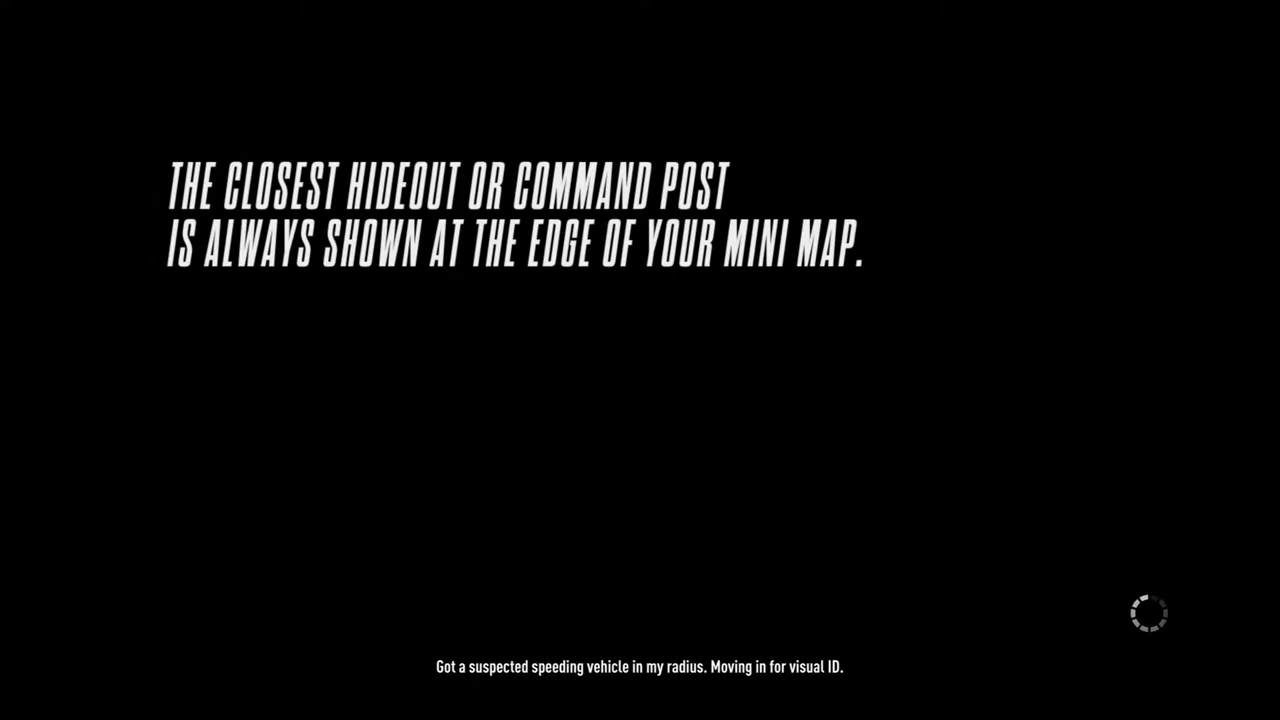 THE CLOSEST HIDEOUT OR COMMAND POST
IS ALWAYS SHOWN AT THE EDGE OF YOUR MINI MAP.
Got a suspected speeding vehicle in my radius. Moving in for visual ID.